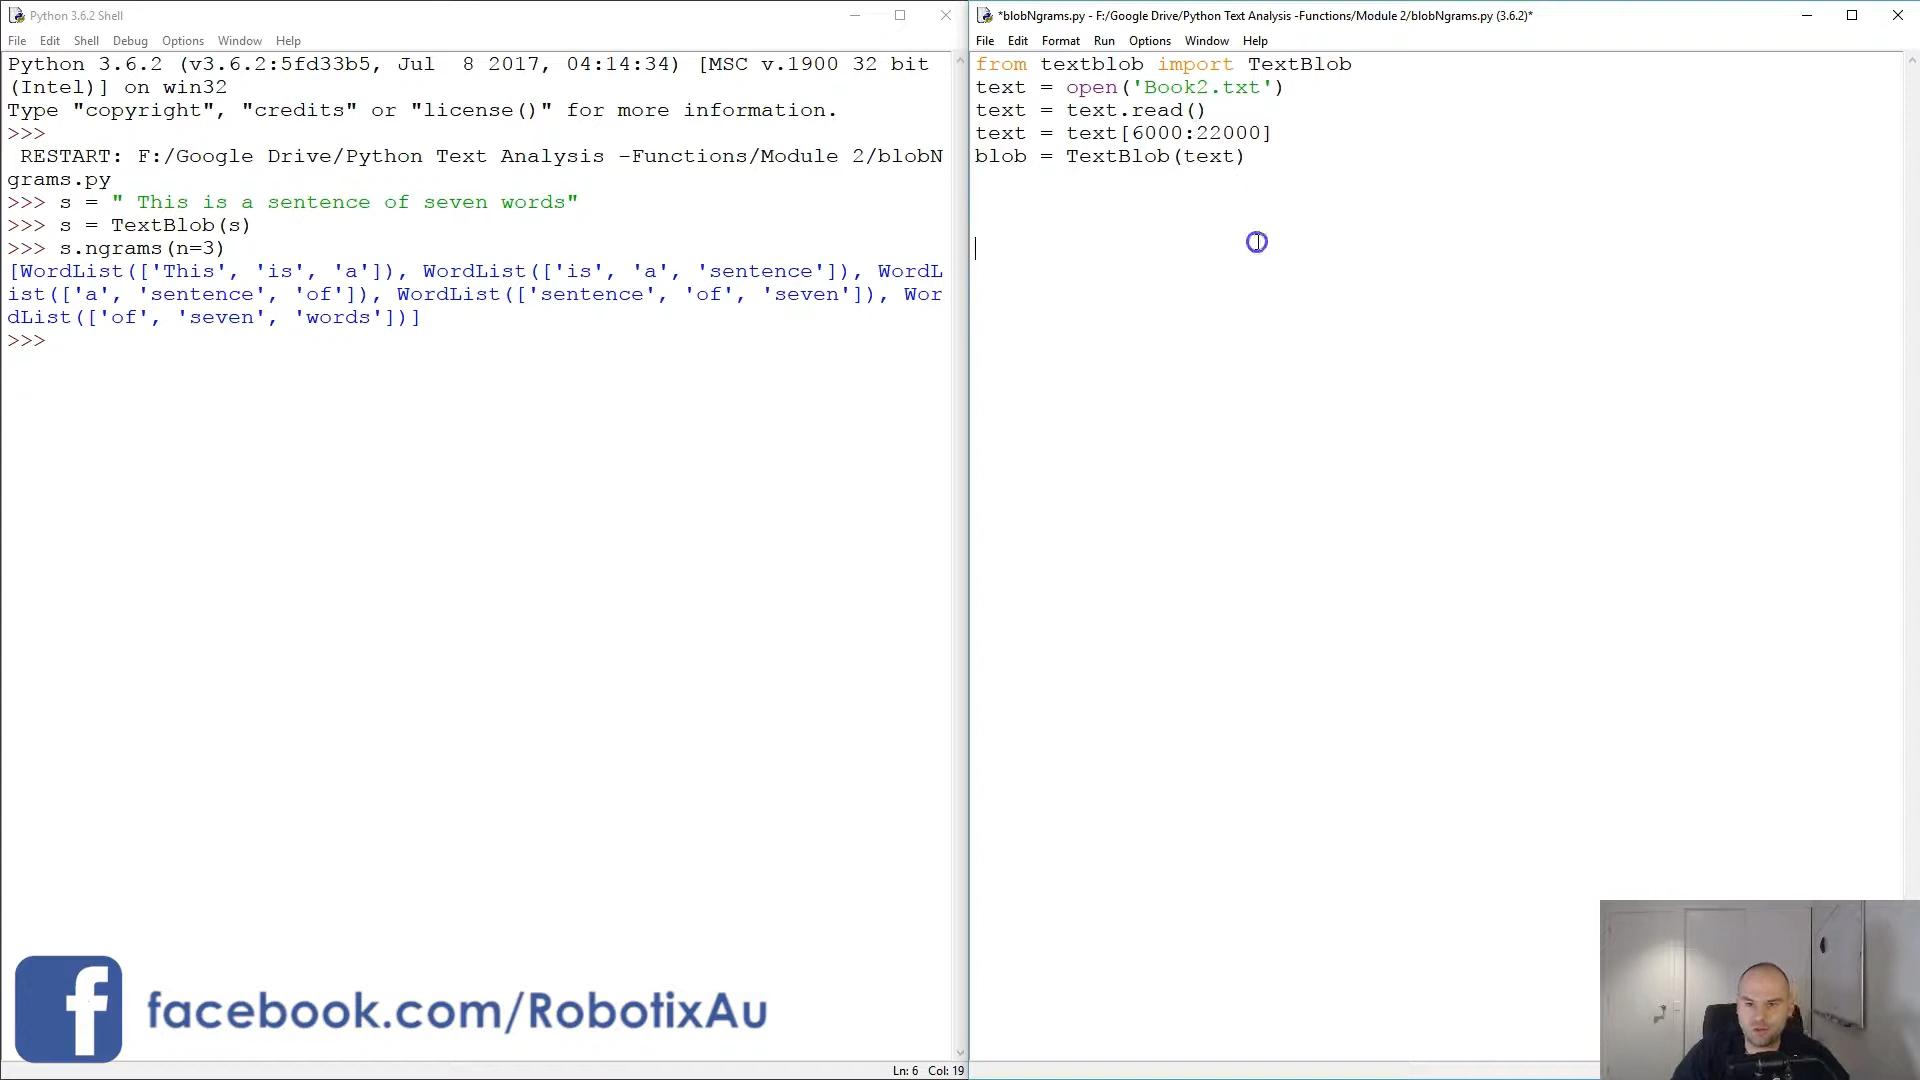 Python 3.6.2 Shell
File Edit Shell Debug Options Window Help
Python 3.6.2 (v3.6.2:5fd33b5, Jul  8 2017, 04:14:34) [MSC v.1900 32 bit
(Intel)] on win32
Type "copyright", "credits" or "license()" for more information.
>>>
 RESTART: F:/Google Drive/Python Text Analysis -Functions/Module 2/blobN
grams.py
>>> s = " This is a sentence of seven words"
>>> s = TextBlob(s)
>>> s.ngrams(n=3)
[WordList(['This', 'is', 'a']), WordList(['is', 'a', 'sentence']), WordL
ist(['a', 'sentence', 'of']), WordList(['sentence', 'of', 'seven']), Wor
dList(['of', 'seven', 'words'])]
>>>
facebook.com/RobotixAu
Ln: 6 Col: 19
*blobNgrams.py - F:/Google Drive/Python Text Analysis -Functions/Module 2/blobNgrams.py (3.6.2)*
File Edit Format Run Options Window Help
from textblob import TextBlob
text = open('Book2.txt')
text = text.read()
text = text[6000:22000]
blob = TextBlob(text)